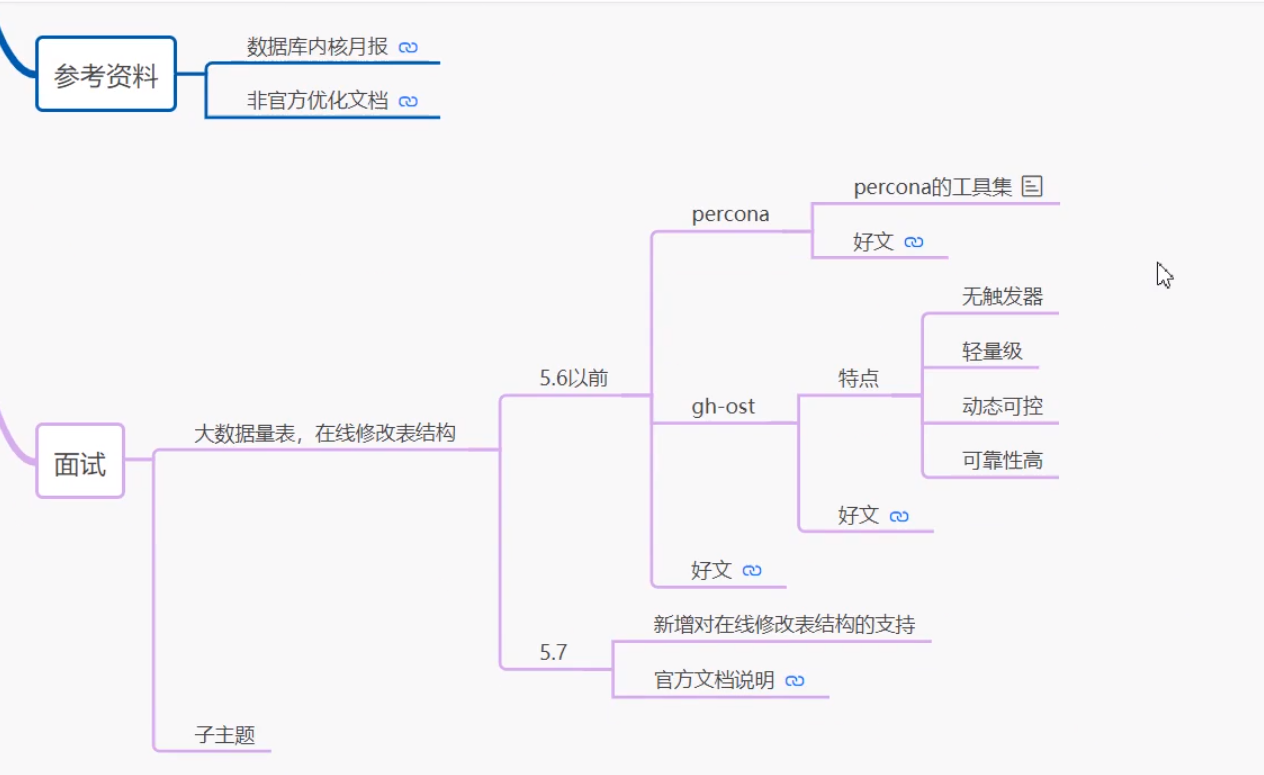 参考资料
数据库内核月报
非官方优化文档
面试
大数据量表，在线修改表结构
5.6以前
percona
percona的工具集
好文
gh-ost
特点
无触发器
轻量级
动态可控
可靠性高
好文
好文
5.7
新增对在线修改表结构的支持
官方文档说明
子主题